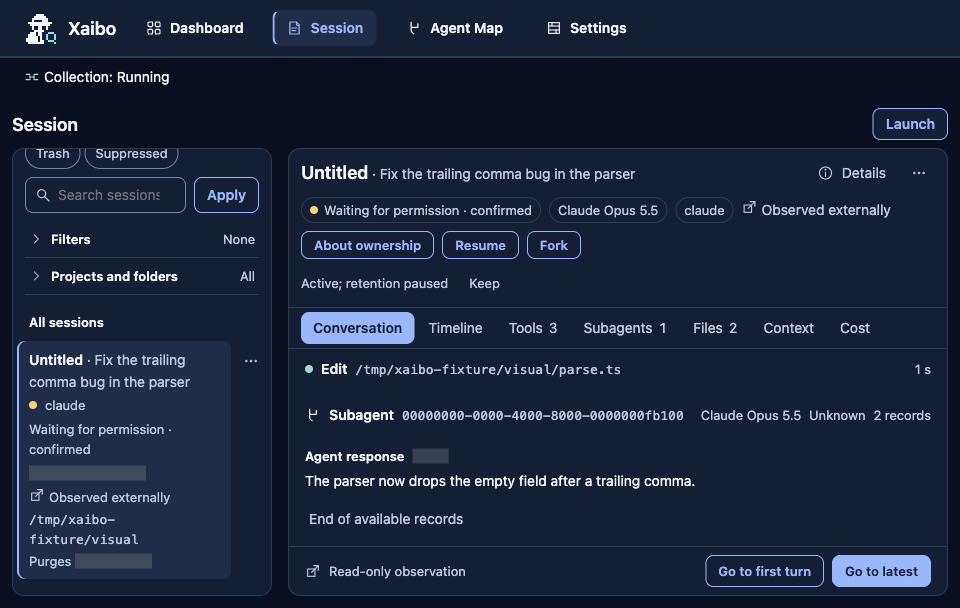 Xaibo
Dashboard
Session
Agent Map
Settings
Collection: Running
Session
Launch
Trash
Suppressed
Search sessions
Apply
Filters
None
Projects and folders
All
All sessions
Untitled · Fix the trailing
comma bug in the parser
claude
Waiting for permission ·
confirmed
Observed externally
/tmp/xaibo-
fixture/visual
Purges
Untitled · Fix the trailing comma bug in the parser
Details
Waiting for permission · confirmed
Claude Opus 5.5
claude
Observed externally
About ownership
Resume
Fork
Active; retention paused
Keep
Conversation
Timeline
Tools 3
Subagents 1
Files 2
Context
Cost
Edit /tmp/xaibo-fixture/visual/parse.ts
1 s
Subagent 00000000-0000-4000-8000-0000000fb100 Claude Opus 5.5 Unknown 2 records
Agent response
The parser now drops the empty field after a trailing comma.
End of available records
Read-only observation
Go to first turn
Go to latest